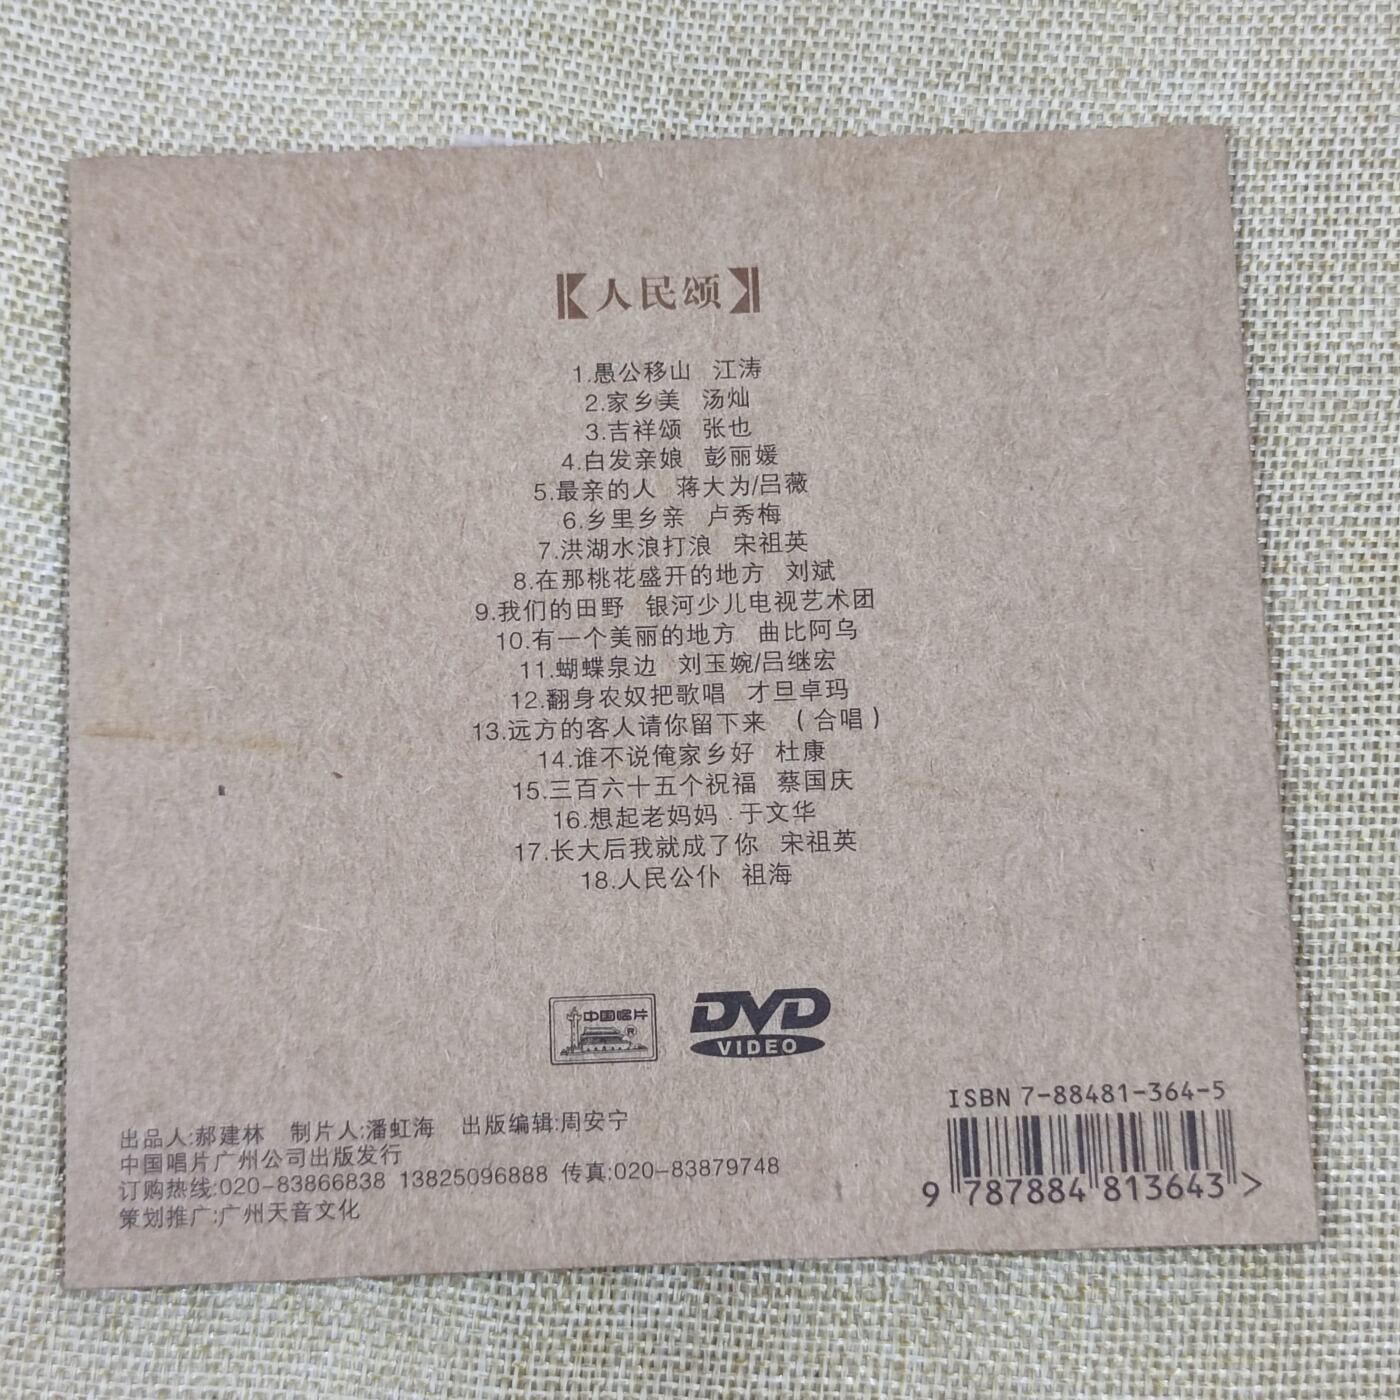 【人民颂】
1.愚公移山 江涛
2.家乡美 汤灿
3.吉祥颂 张也
4.白发亲娘 彭丽媛
5.最亲的人 蒋大为/吕薇
6.乡里乡亲 卢秀梅
7.洪湖水浪打浪 宋祖英
8.在那桃花盛开的地方 刘斌
9.我们的田野 银河少儿电视艺术团
10.有一个美丽的地方 曲比阿乌
11.蝴蝶泉边 刘玉婉/吕继宏
12.翻身农奴把歌唱 才旦卓玛
13.远方的客人请你留下来 (合唱)
14.谁不说俺家乡好 杜康
15.三百六十五个祝福 蔡国庆
16.想起老妈妈 于文华
17.长大后我就成了你 宋祖英
18.人民公仆 祖海
中国唱片 ®
DVD
VIDEO
ISBN 7-88481-364-5
9 787884 813643 >
出品人:郝建林 制片人:潘虹海 出版编辑:周安宁
中国唱片广州公司出版发行
订购热线:020-83866838 13825096888 传真:020-83879748
策划推广:广州天音文化